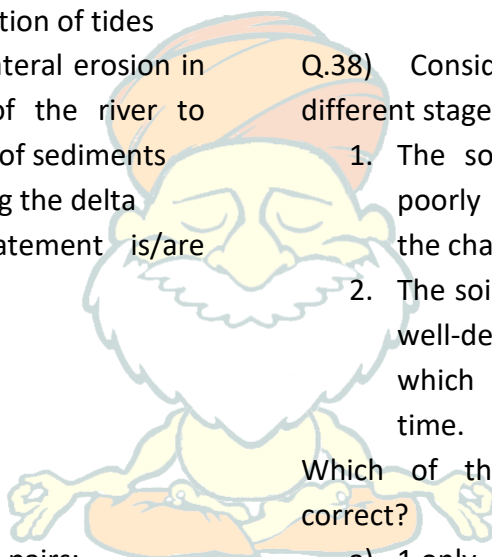 tion of tides
ateral erosion in
of the river to
of sediments
g the delta
atement is/are
pairs:
Q.38) Consid
different stage
1. The so
poorly
the cha
2. The soi
well-de
which
time.
Which of th
correct?
a) 1 only